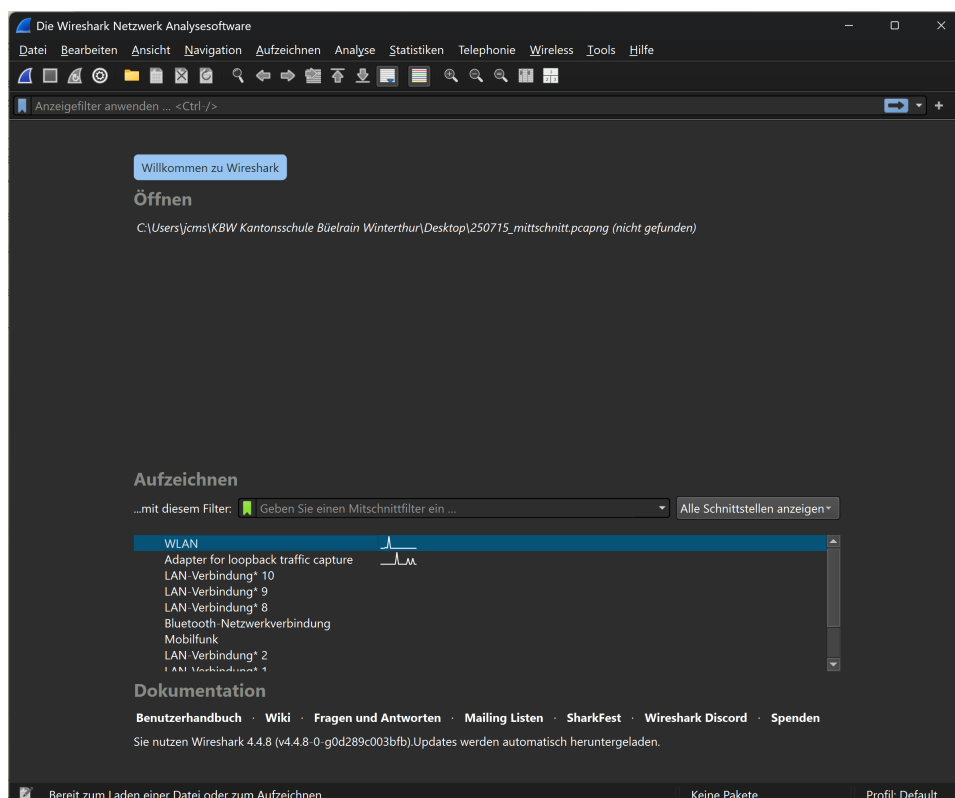 Die Wireshark Netzwerk Analysesoftware
Datei Bearbeiten Ansicht Navigation Aufzeichnen Analyse Statistiken Telephonie Wireless Tools Hilfe
Anzeigefilter anwenden ... <Ctrl-/>
Willkommen zu Wireshark
Öffnen
C:\Users\jcms\KBW Kantonsschule Büelrain Winterthur\Desktop\250715_mittschnitt.pcapng (nicht gefunden)
Aufzeichnen
...mit diesem Filter: Geben Sie einen Mitschnittfilter ein ... Alle Schnittstellen anzeigen
WLAN
Adapter for loopback traffic capture
LAN-Verbindung* 10
LAN-Verbindung* 9
LAN-Verbindung* 8
Bluetooth-Netzwerkverbindung
Mobilfunk
LAN-Verbindung* 2
LAN-Verbindung* 1
Dokumentation
Benutzerhandbuch · Wiki · Fragen und Antworten · Mailing Listen · SharkFest · Wireshark Discord · Spenden
Sie nutzen Wireshark 4.4.8 (v4.4.8-0-g0d289c003bfb).Updates werden automatisch heruntergeladen.
Bereit zum Laden einer Datei oder zum Aufzeichnen Keine Pakete Profil: Default